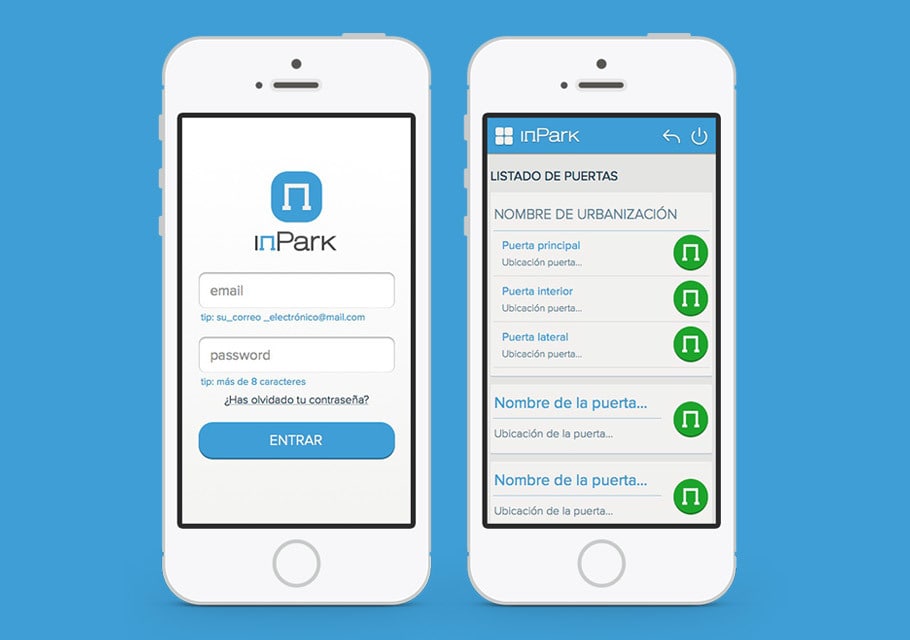 inPark
email
tip: su_correo _electrónico@mail.com
password
tip: más de 8 caracteres
¿Has olvidado tu contraseña?
ENTRAR
inPark
LISTADO DE PUERTAS
NOMBRE DE URBANIZACIÓN
Puerta principal
Ubicación puerta...
Puerta interior
Ubicación puerta...
Puerta lateral
Ubicación puerta...
Nombre de la puerta...
Ubicación de la puerta...
Nombre de la puerta...
Ubicación de la puerta...